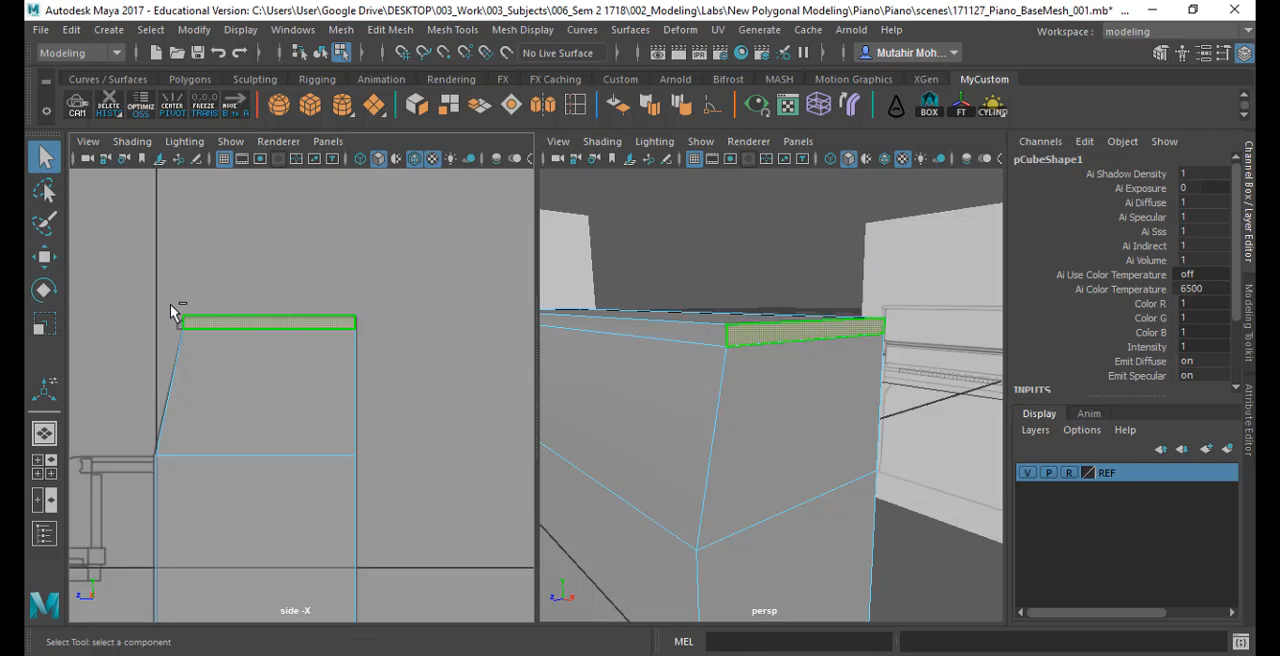 Autodesk Maya 2017 - Educational Version: C:\Users\User\Google Drive\DESKTOP\003_Work\003_Subjects\006_Sem 2 1718\002_Modeling\Labs\New Polygonal Modeling\Piano\Piano\scenes\171127_Piano_BaseMesh_001.mb* ...
File Edit Create Select Modify Display Windows Mesh Edit Mesh Mesh Tools Mesh Display Curves Surfaces Deform UV Generate Cache Arnold Help Workspace : modeling
Modeling No Live Surface Mutahir Moh...
Curves / Surfaces Polygons Sculpting Rigging Animation Rendering FX FX Caching Custom Arnold Bifrost MASH Motion Graphics XGen MyCustom
CAM DELETE HIST OPTIMIZ OSS CENTER PIVOT 0,0,0 FREEZE TRANS MOVE B to A BOX FT CYLIND
View Shading Lighting Show Renderer Panels
View Shading Lighting Show Renderer Panels
Channels Edit Object Show
pCubeShape1
Ai Shadow Density 1
Ai Exposure 0
Ai Diffuse 1
Ai Specular 1
Ai Sss 1
Ai Indirect 1
Ai Volume 1
Ai Use Color Temperature off
Ai Color Temperature 6500
Color R 1
Color G 1
Color B 1
Intensity 1
Emit Diffuse on
Emit Specular on
INPUTS
Display Anim
Layers Options Help
V P R REF
Channel Box / Layer Editor
Modeling Toolkit
Attribute Editor
side -X
persp
Select Tool: select a component
MEL